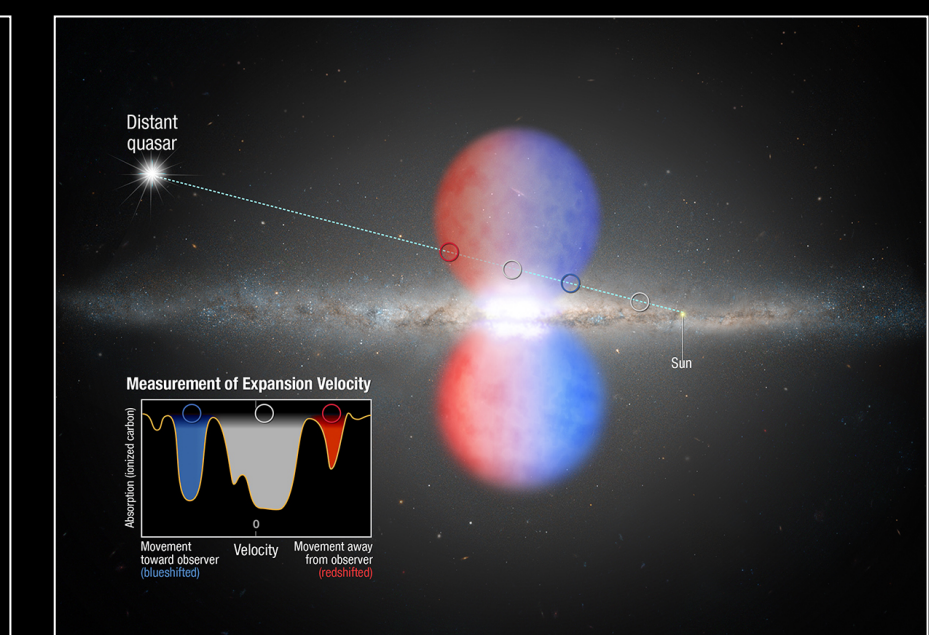 Distant
quasar
Sun
Measurement of Expansion Velocity
Absorption (ionized carbon)
0
Movement
toward observer
(blueshifted)
Velocity
Movement away
from observer
(redshifted)